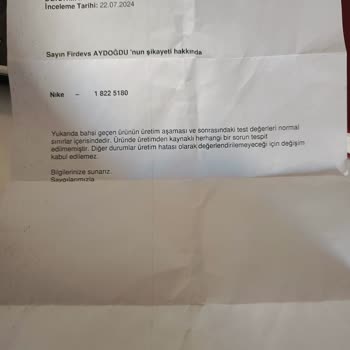 İnceleme Tarihi: 22.07.2024
Sayın Firdevs AYDOĞDU 'nun şikayeti hakkında
Nike – 1 822 5180
Yukarıda bahsi geçen ürünün üretim aşaması ve sonrasındaki test değerleri normal
sınırlar içerisindedir. Üründe üretimden kaynaklı herhangi bir sorun tespit
edilmemiştir. Diğer durumlar üretim hatası olarak değerlendirilemeyeceği için değişim
kabul edilemez.
Bilgilerinize sunarız.
Saygılarımızla